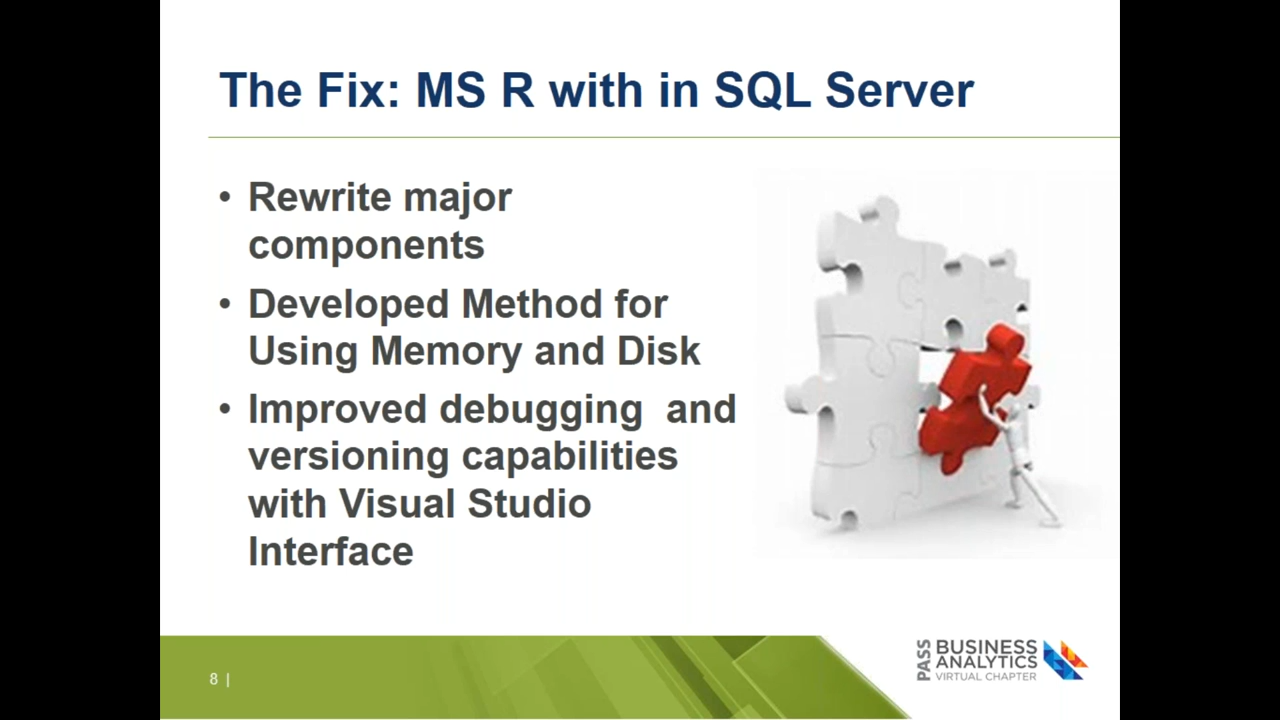 The Fix: MS R with in SQL Server
• Rewrite major
components
• Developed Method for
Using Memory and Disk
• Improved debugging  and
versioning capabilities
with Visual Studio
Interface
8 |
PASS
BUSINESS
ANALYTICS
VIRTUAL CHAPTER